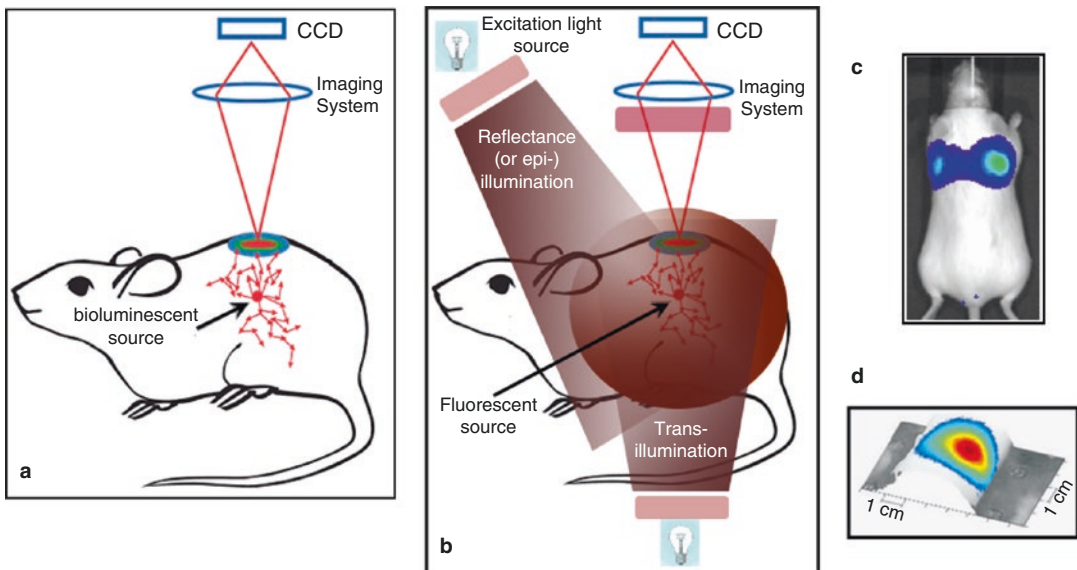 CCD
Imaging
System
bioluminescent
source
a
Excitation light
source
CCD
Imaging
System
Reflectance
(or epi-)
illumination
Fluorescent
source
Trans-
illumination
b
c
d
1 cm
1 cm